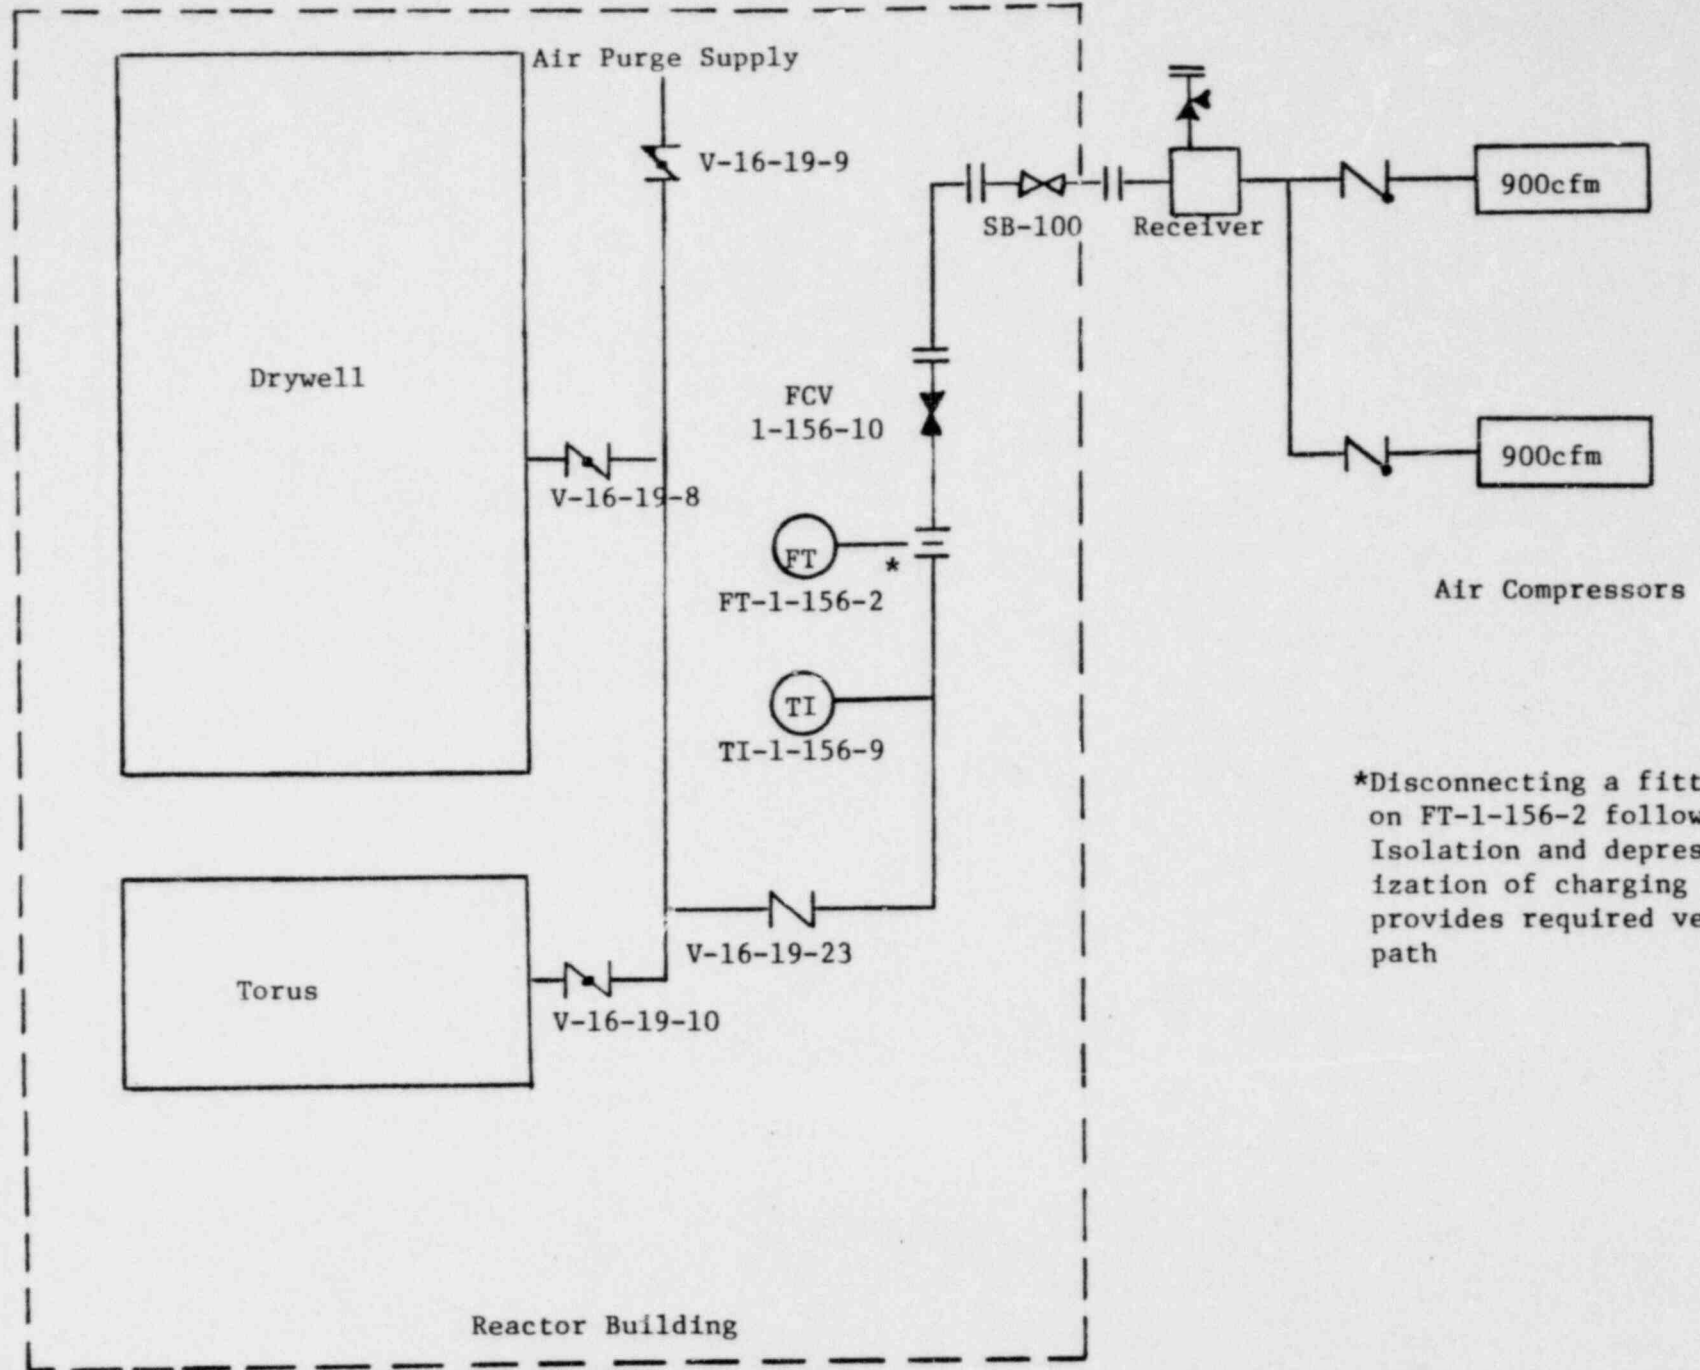 Air Purge Supply
V-16-19-9
900cfm
SB-100
Receiver
Drywell
FCV
1-156-10
900cfm
V-16-19-8
FT
*
FT-1-156-2
Air Compressors
TI
TI-1-156-9
*Disconnecting a fitt
on FT-1-156-2 follow
Isolation and depres
ization of charging
provides required ve
path
V-16-19-23
Torus
V-16-19-10
Reactor Building